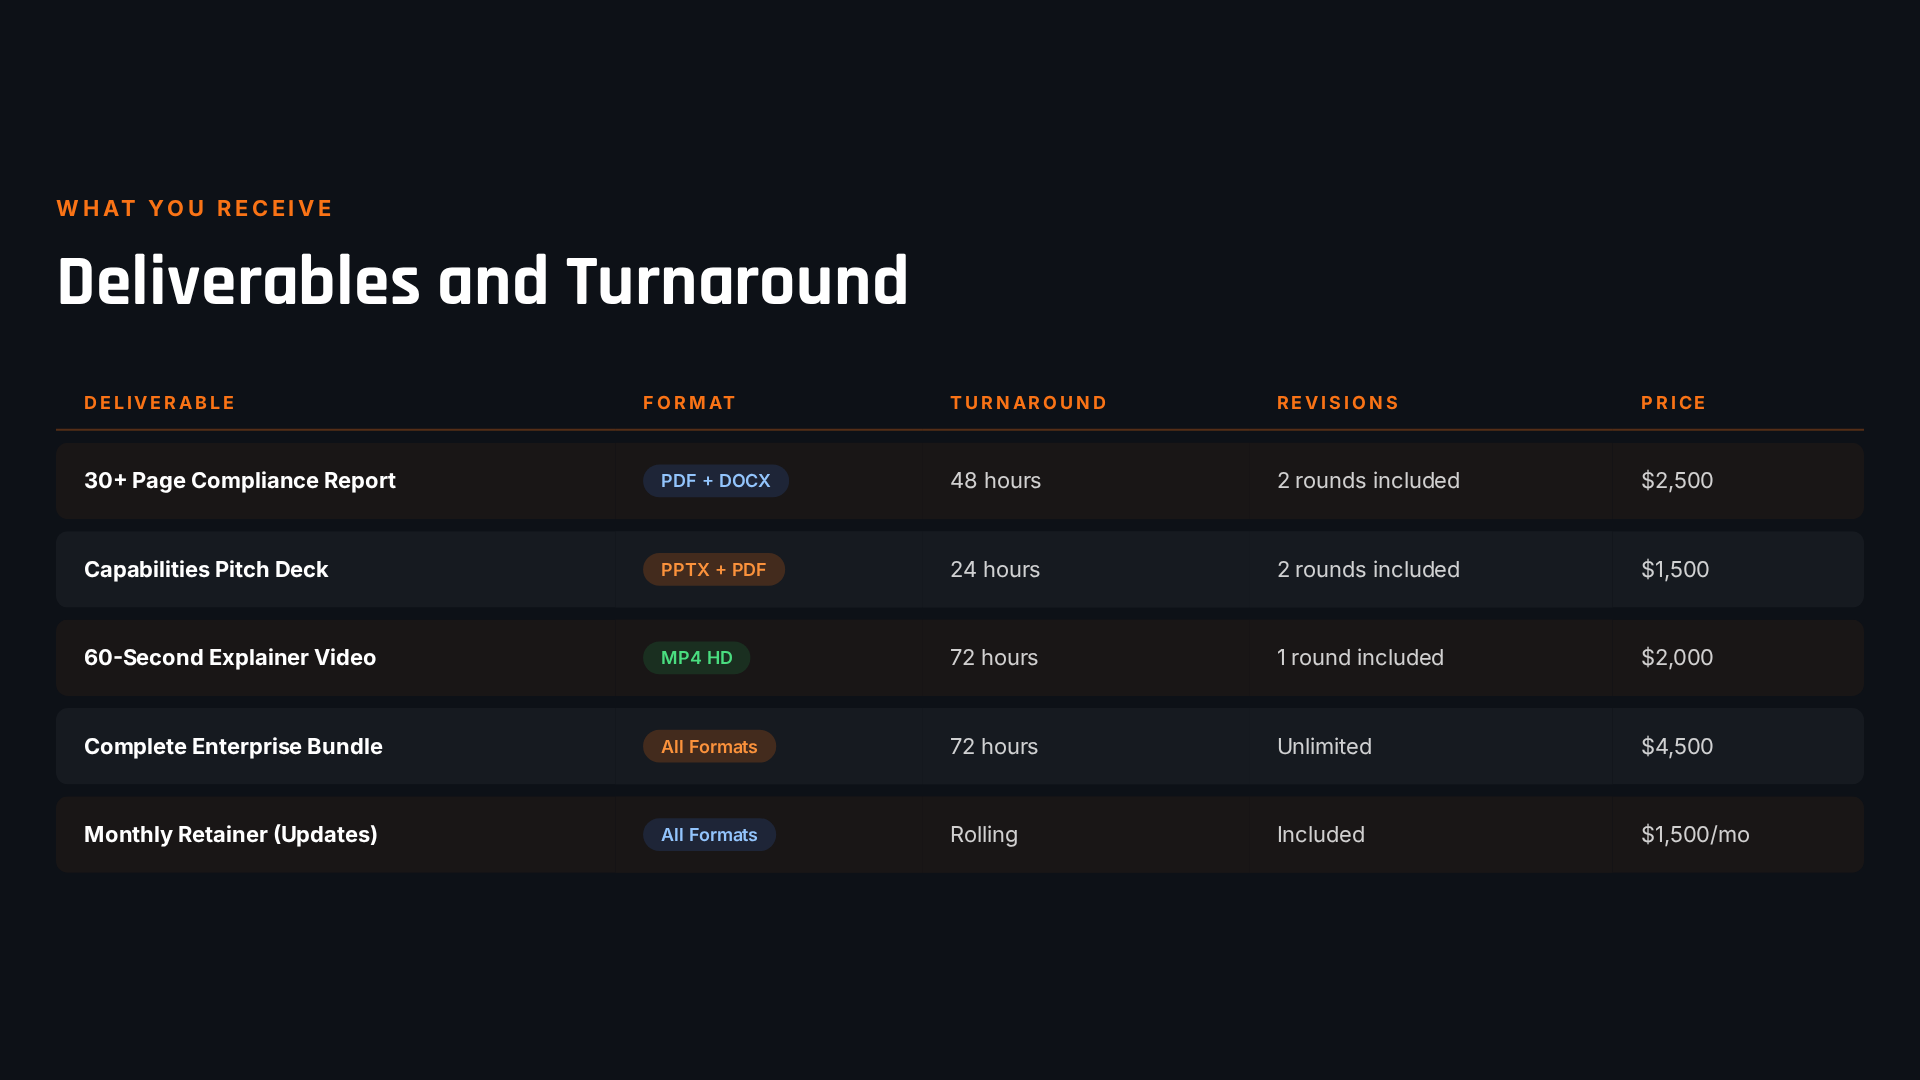 WHAT YOU RECEIVE
Deliverables and Turnaround
DELIVERABLE FORMAT TURNAROUND REVISIONS PRICE
30+ Page Compliance Report PDF + DOCX 48 hours 2 rounds included $2,500
Capabilities Pitch Deck PPTX + PDF 24 hours 2 rounds included $1,500
60-Second Explainer Video MP4 HD 72 hours 1 round included $2,000
Complete Enterprise Bundle All Formats 72 hours Unlimited $4,500
Monthly Retainer (Updates) All Formats Rolling Included $1,500/mo